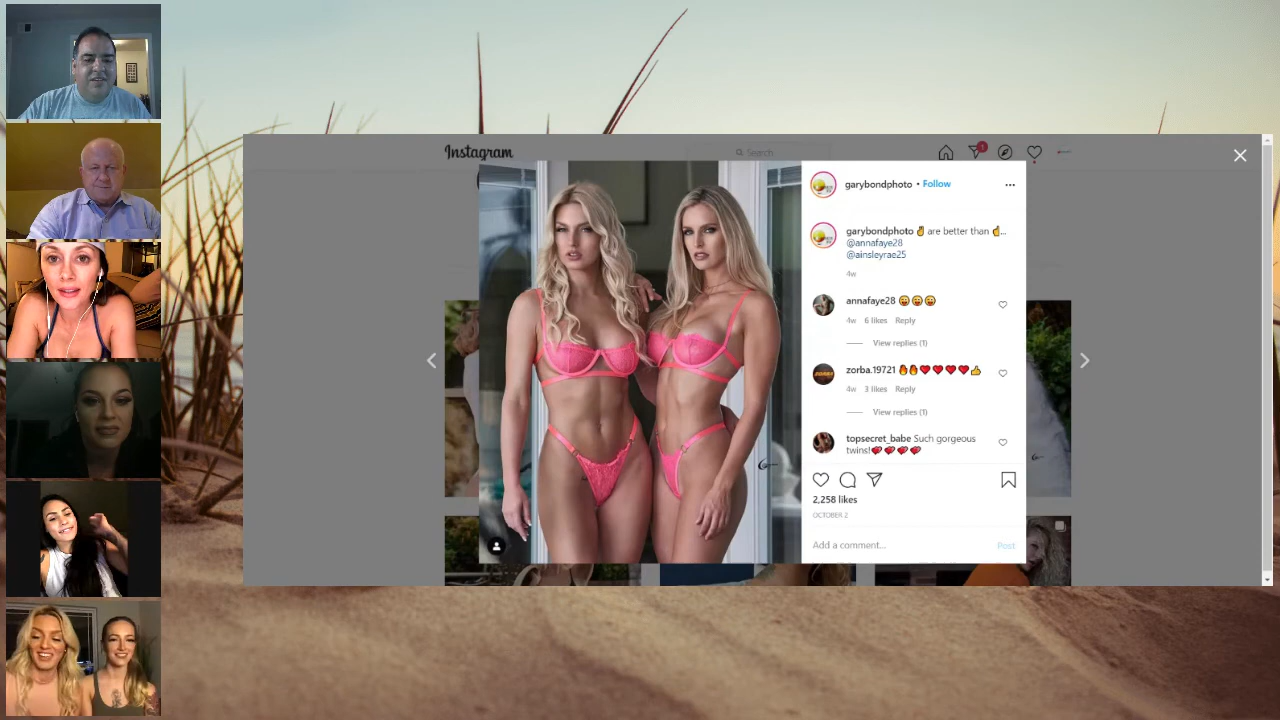 Instagram
Search
1
garybondphoto • Follow
garybondphoto ✌ are better than ☝...
@annafaye28
@ainsleyrae25
4w
annafaye28 😛😛😛
4w 6 likes Reply
View replies (1)
zorba.19721 🔥🔥❤❤❤❤👍
4w 3 likes Reply
View replies (1)
topsecret_babe Such gorgeous
twins!💘💘💘💘
2,258 likes
OCTOBER 2
Add a comment...
Post